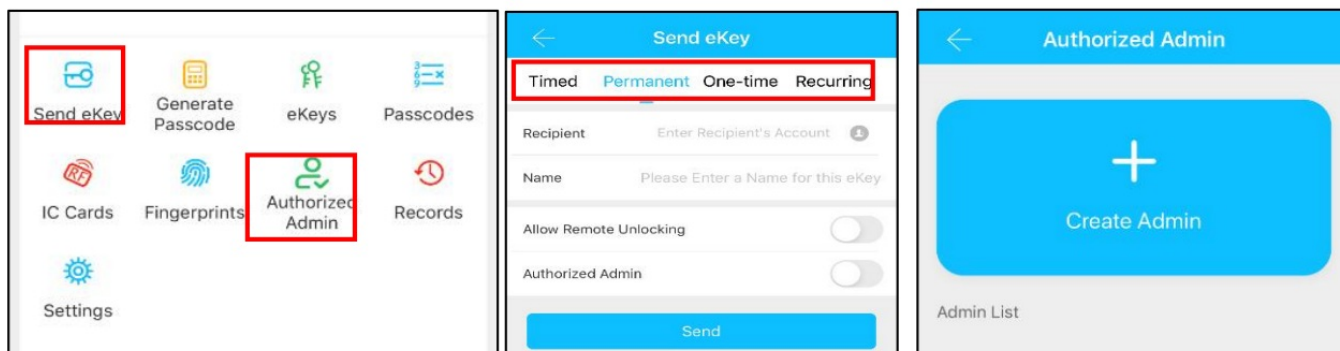 Send eKey
Generate
Passcode
eKeys
Passcodes
IC Cards
Fingerprints
Authorized
Admin
Records
Settings
Send eKey
Timed Permanent One-time Recurring
Recipient Enter Recipient's Account
Name Please Enter a Name for this eKey
Allow Remote Unlocking
Authorized Admin
Send
Authorized Admin
Create Admin
Admin List